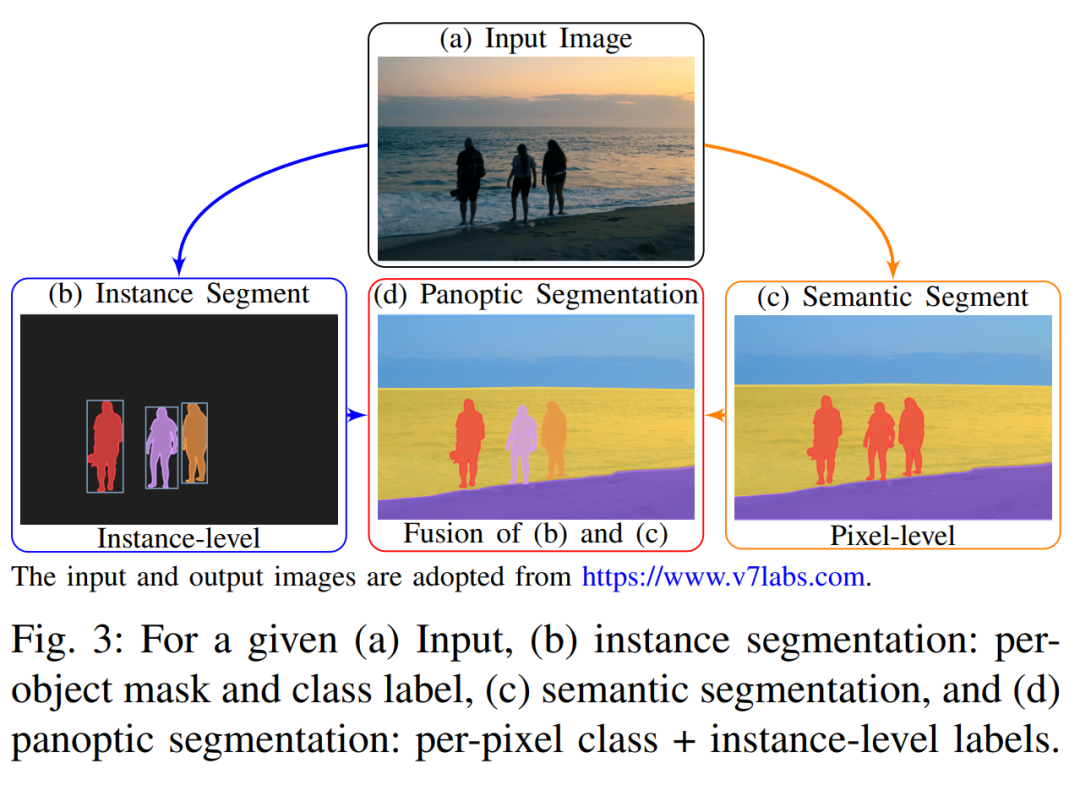 (a) Input Image
(b) Instance Segment
(d) Panoptic Segmentation
(c) Semantic Segment
Instance-level
Fusion of (b) and (c)
Pixel-level
The input and output images are adopted from https://www.v7labs.com.
Fig. 3: For a given (a) Input, (b) instance segmentation: per-
object mask and class label, (c) semantic segmentation, and (d)
panoptic segmentation: per-pixel class + instance-level labels.